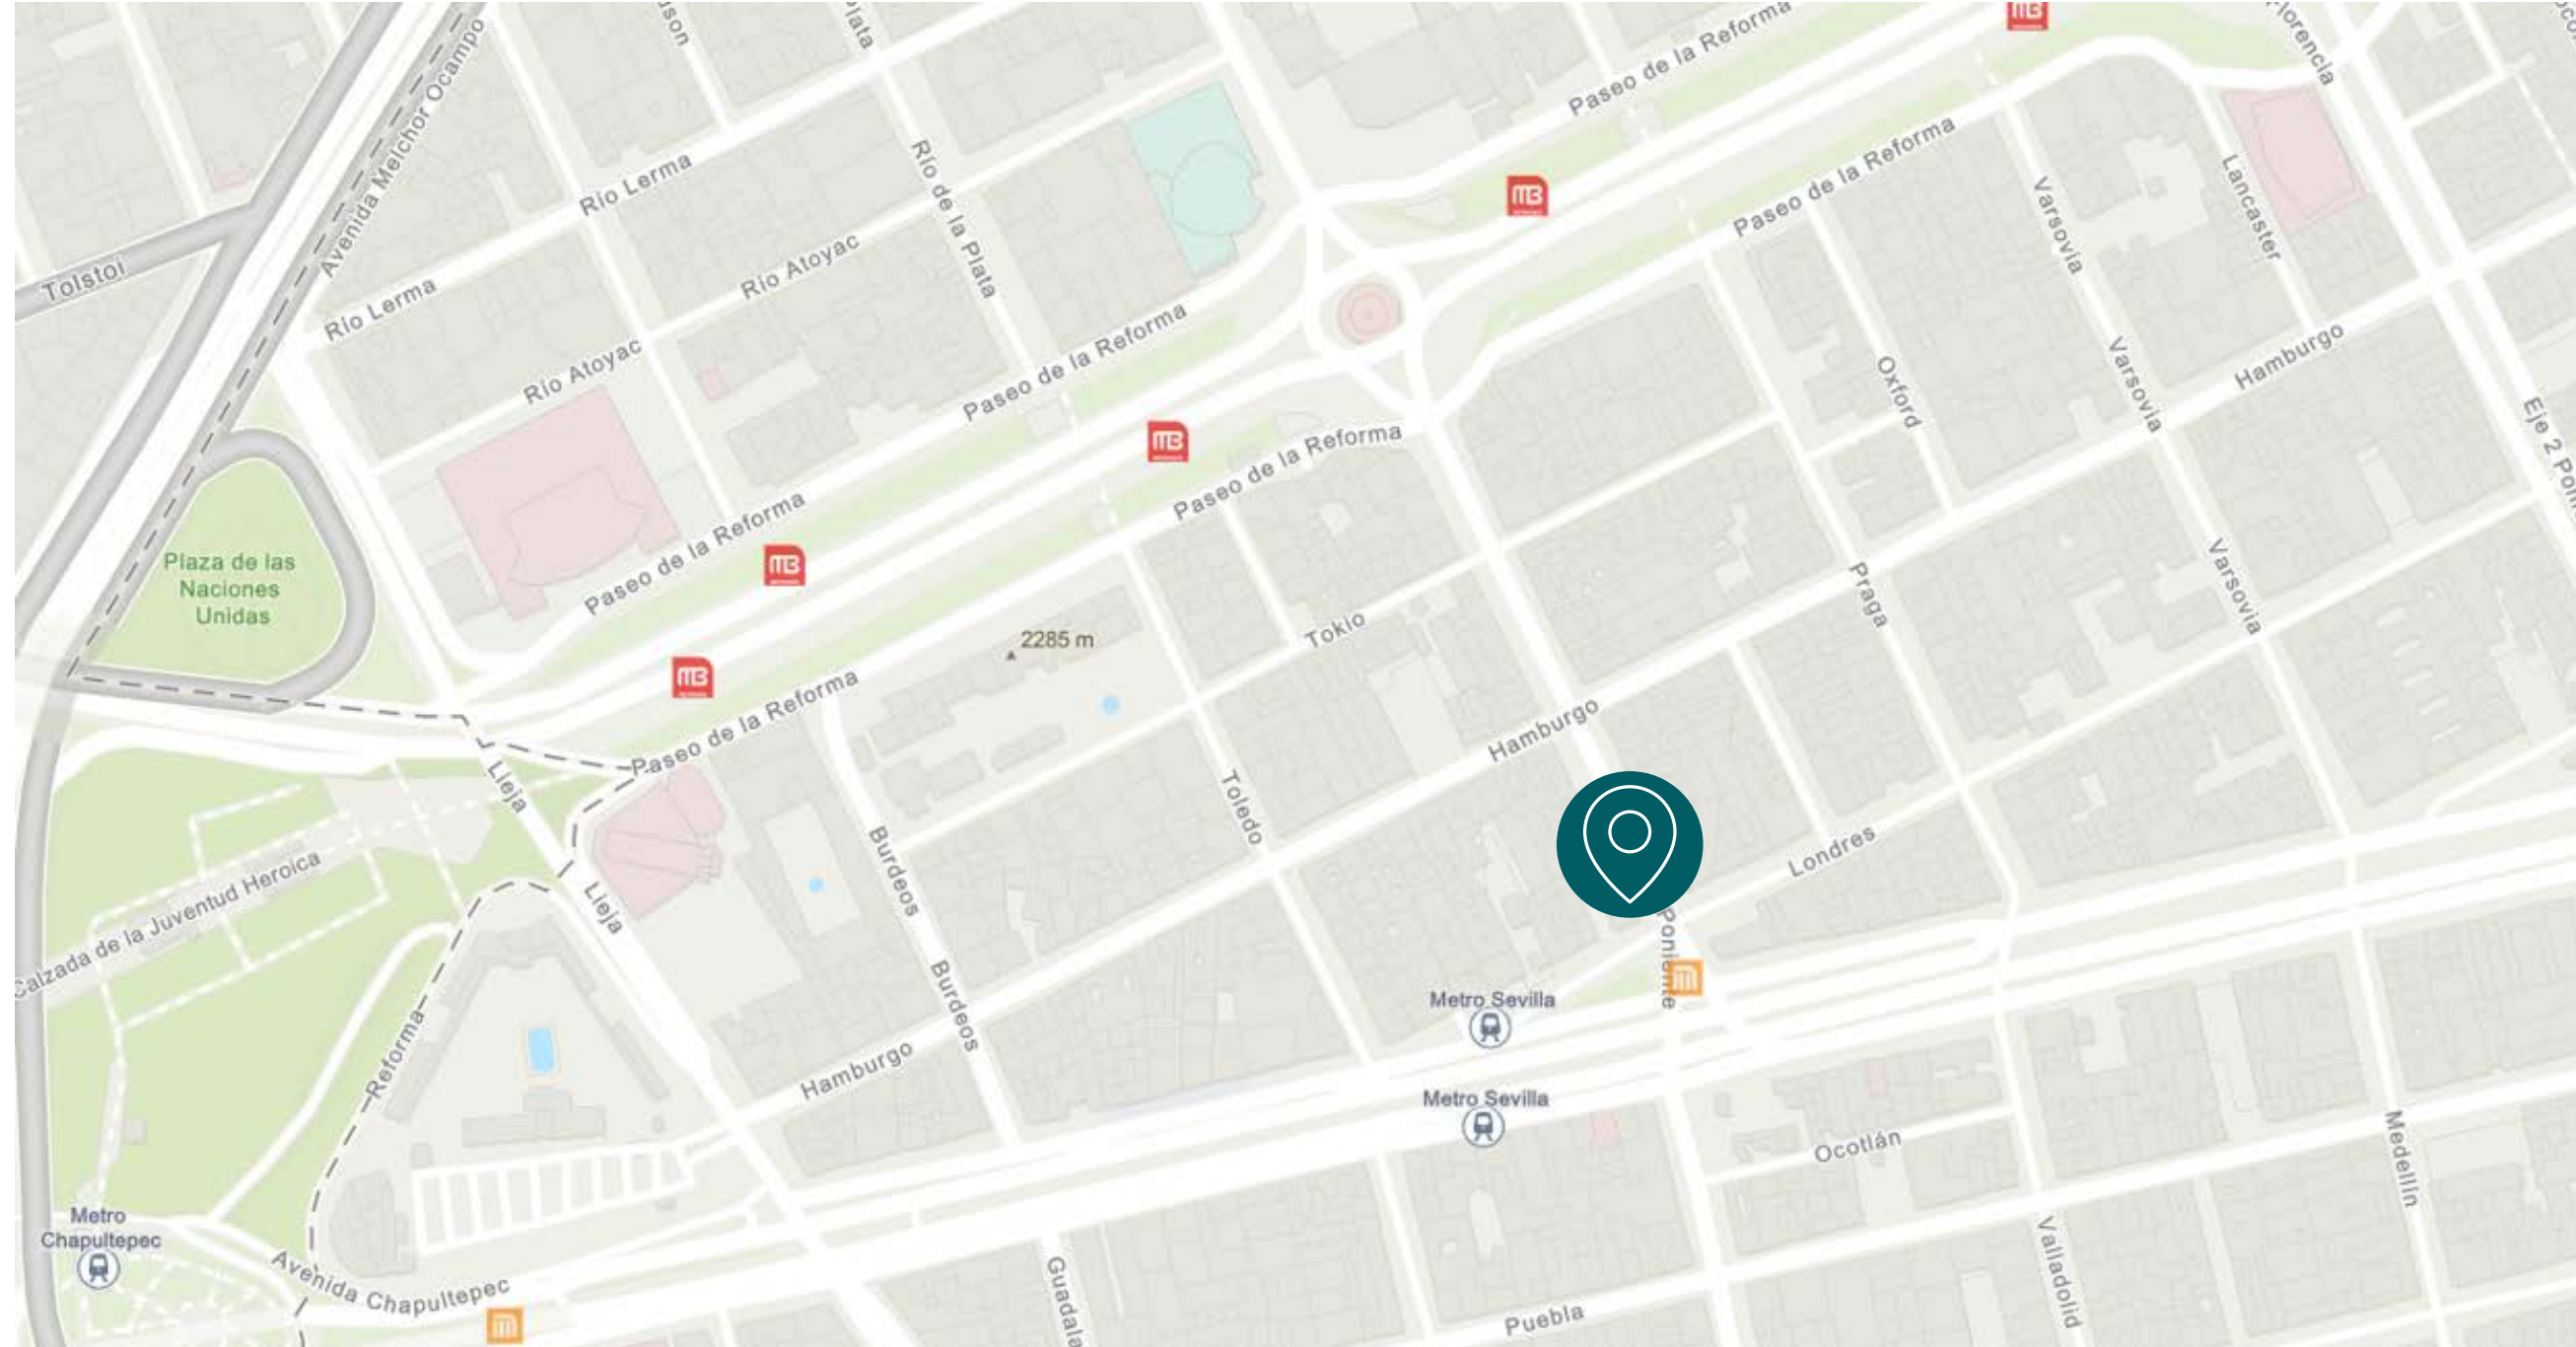 Avenida Melchor Ocampo
Paseo de la Reforma
Florencia
Tolstoi
Río Lerma
Río Lerma
Río de la Plata
Paseo de la Reforma
Varsovia
Lancaster
Río Atoyac
Río Atoyac
Paseo de la Reforma
Oxford
Varsovia
Hamburgo
Paseo de la Reforma
Paseo de la Reforma
Plaza de las
Naciones
Unidas
2285 m
Tokio
Praga
Varsovia
Paseo de la Reforma
Hamburgo
Lieja
Toledo
Burdeos
Londres
Calzada de la Juventud Heroica
Lieja
Burdeos
Poniente
Metro Sevilla
Reforma
Hamburgo
Metro Sevilla
Ocotlán
Medellín
Metro
Chapultepec
Avenida Chapultepec
Valladolid
Puebla